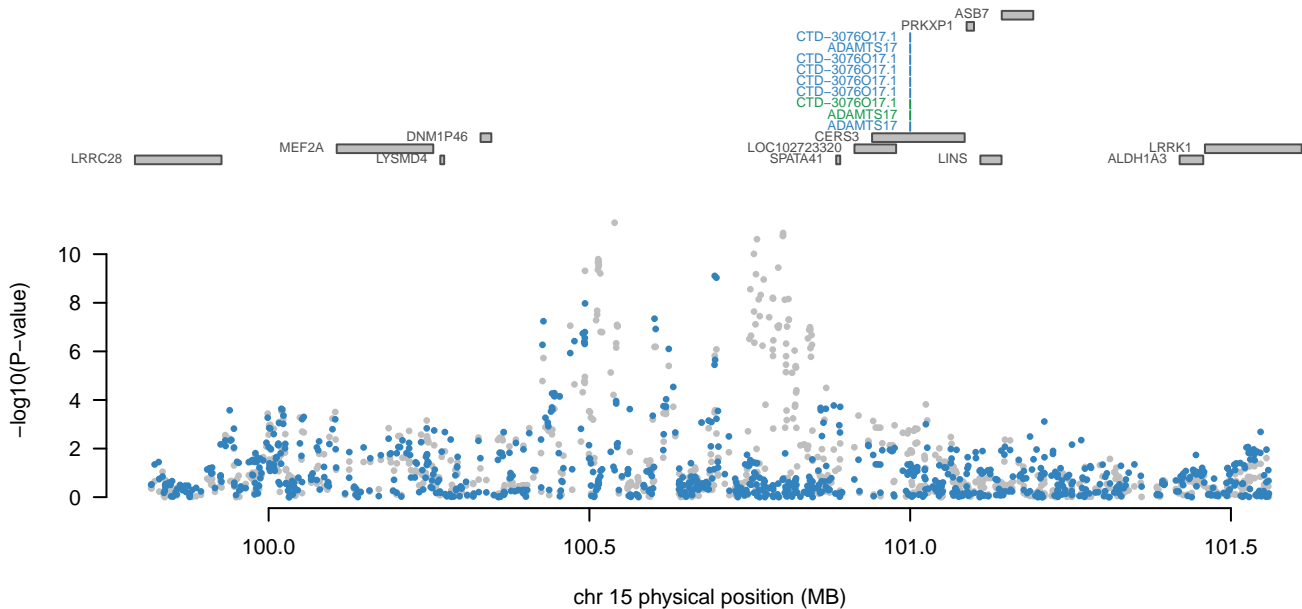 ASB7
PRKXP1
CTD−3076O17.1
ADAMTS17
CTD−3076O17.1
CTD−3076O17.1
CTD−3076O17.1
CTD−3076O17.1
CTD−3076O17.1
ADAMTS17
ADAMTS17
DNM1P46 CERS3
MEF2A LOC102723320 LRRK1
LRRC28 LYSMD4 SPATA41 LINS ALDH1A3
10
8
6
4
2
0
−log10(P−value)
100.0 100.5 101.0 101.5
chr 15 physical position (MB)